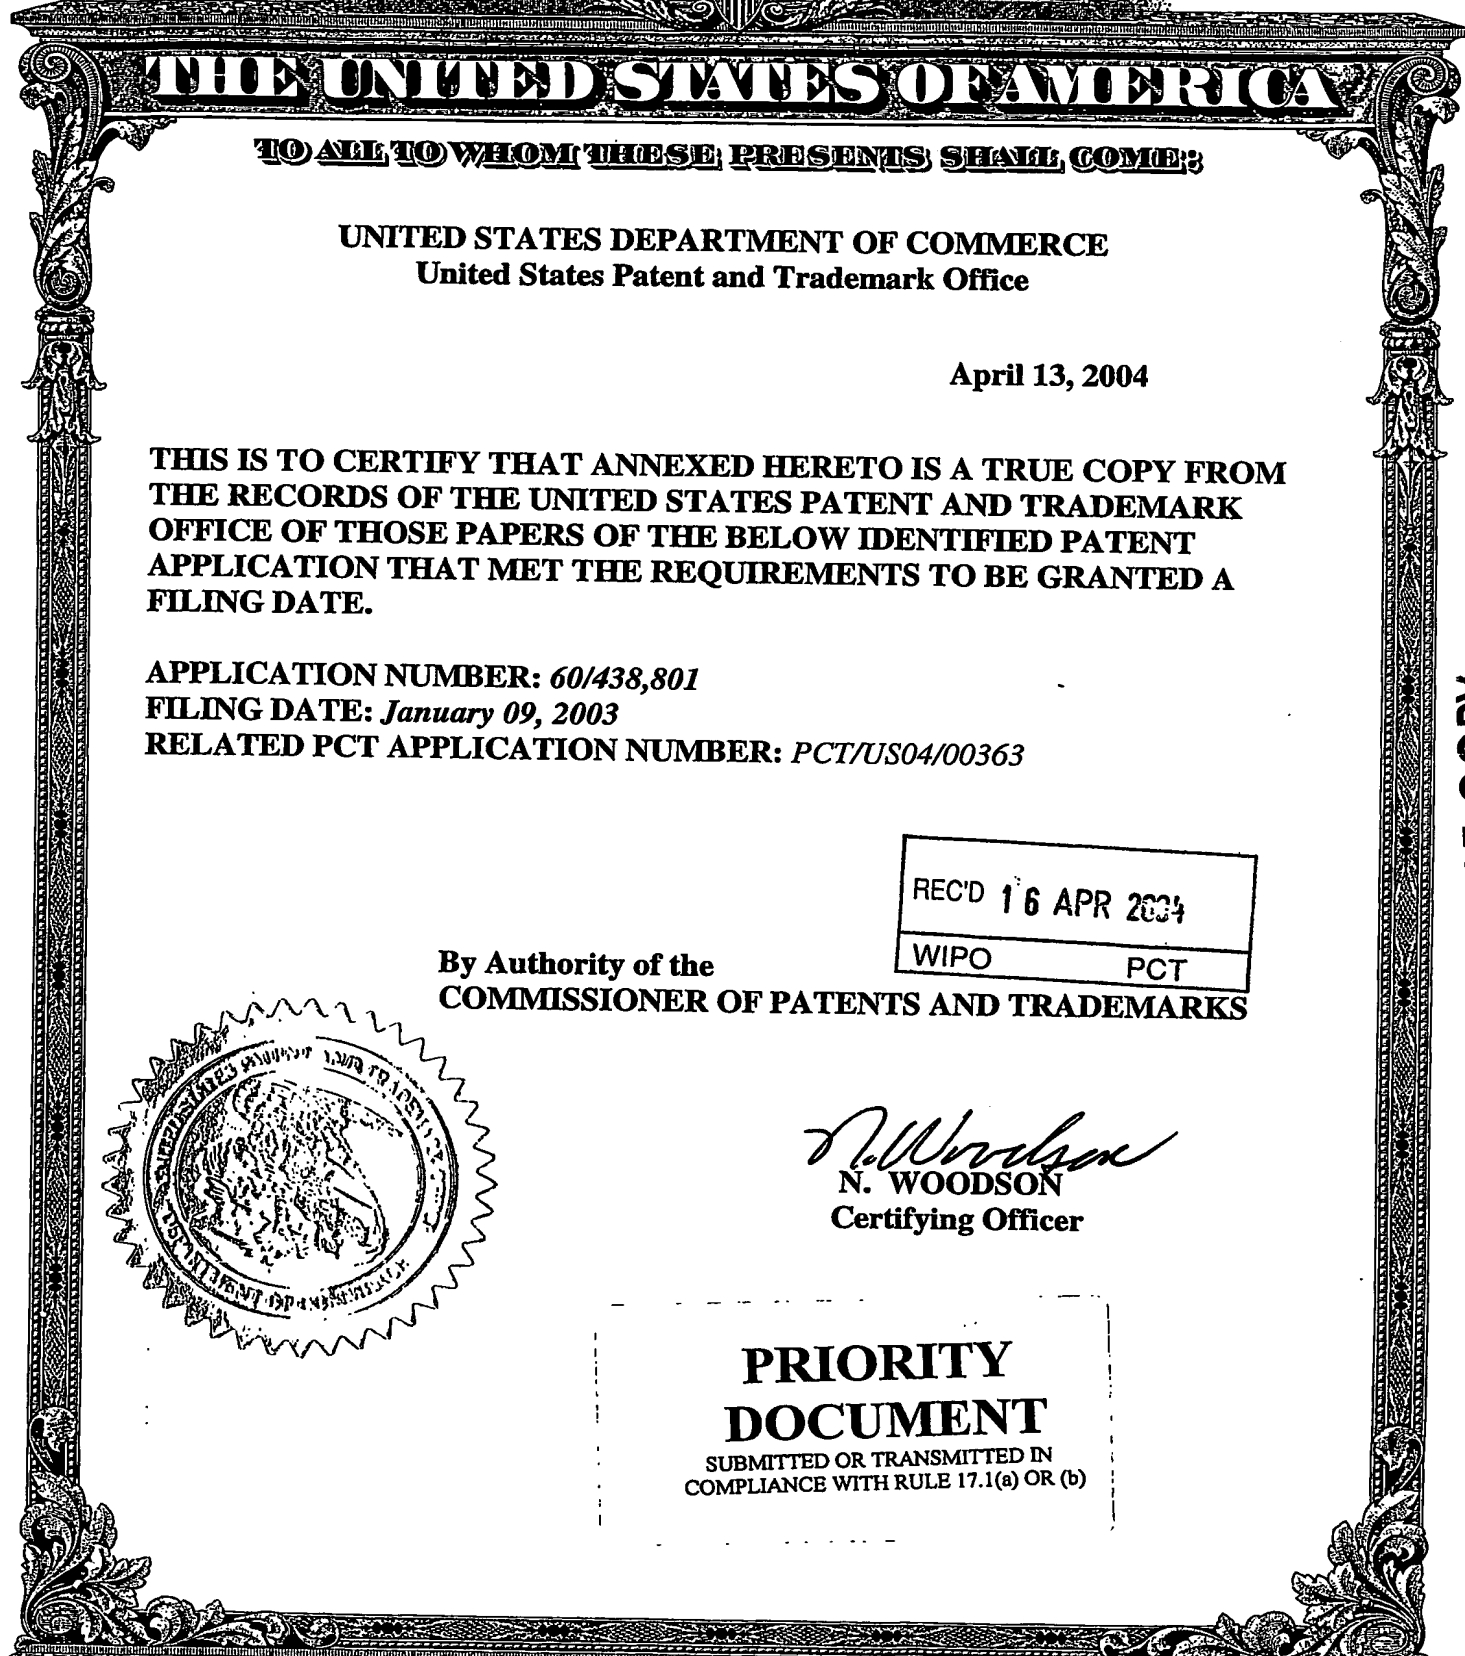 THE UNITED STATES OF AMERICA
TO ALL TO WHOM THESE PRESENTS SHALL COME:
UNITED STATES DEPARTMENT OF COMMERCE
United States Patent and Trademark Office
April 13, 2004
THIS IS TO CERTIFY THAT ANNEXED HERETO IS A TRUE COPY FROM
THE RECORDS OF THE UNITED STATES PATENT AND TRADEMARK
OFFICE OF THOSE PAPERS OF THE BELOW IDENTIFIED PATENT
APPLICATION THAT MET THE REQUIREMENTS TO BE GRANTED A
FILING DATE.
APPLICATION NUMBER: 60/438,801
FILING DATE: January 09, 2003
RELATED PCT APPLICATION NUMBER: PCT/US04/00363
REC'D 16 APR 2004
WIPO PCT
By Authority of the
COMMISSIONER OF PATENTS AND TRADEMARKS
N. Woodson
N. WOODSON
Certifying Officer
PRIORITY
DOCUMENT
SUBMITTED OR TRANSMITTED IN
COMPLIANCE WITH RULE 17.1(a) OR (b)